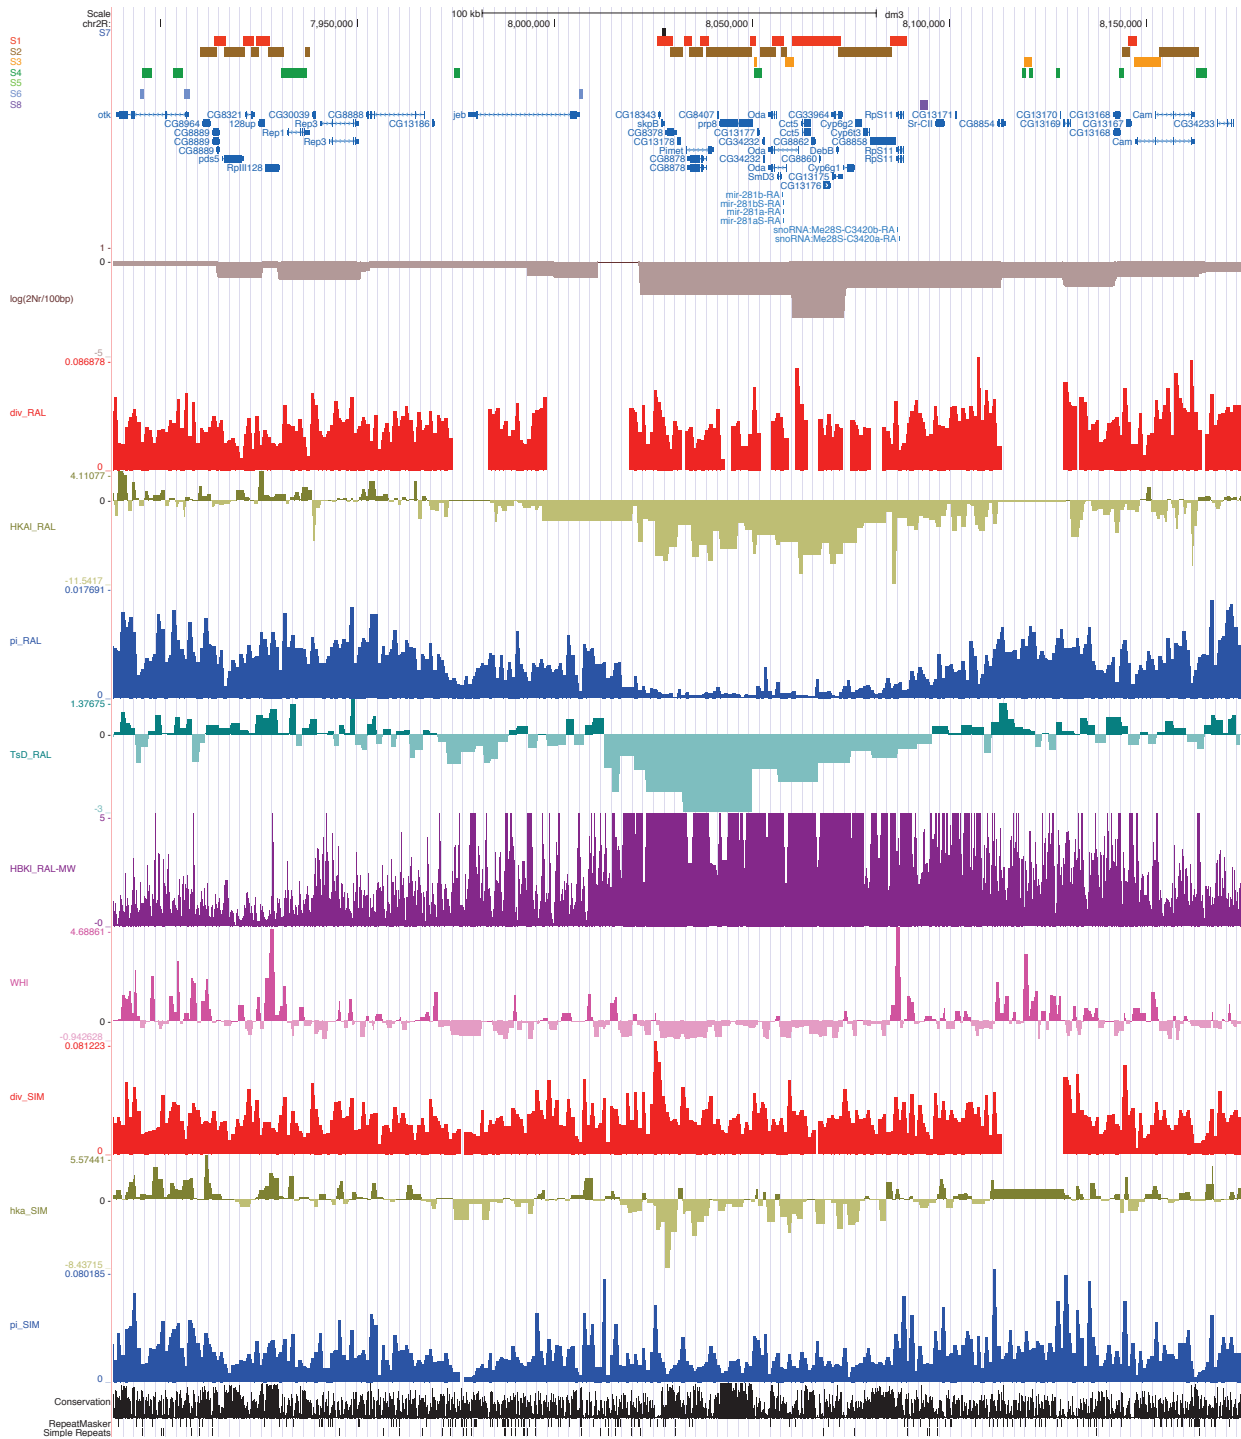 Scale 100 kb dm3
chr2R: 7,950,000 8,000,000 8,050,000 8,100,000 8,150,000
S7
S1
S2
S3
S4
S5
S6
S8
otk CG8321 CG30039 CG8888 jeb CG18343 CG8407 Oda CG33964 RpS11 CG13171 CG13170 CG13168 Cam
CG8964 128up Rep3 CG13186 skpB prp8 Cct5 Cyp6g2 Sr-CII CG8854 CG13169 CG13167 CG34233
CG8889 Rep1 CG8378 CG13177 Cct5 Cyp6t3 CG13168
CG8889 Rep3 CG13178 CG34232 CG8862 CG8858 Cam
CG8889 Pimet Oda DebB RpS11
pds5 CG8878 CG34232 CG8860 RpS11
RpIII128 CG8878 Oda Cyp6g1
SmD3 CG13175
CG13176
mir-281b-RA
mir-281bS-RA
mir-281a-RA
mir-281aS-RA
snoRNA:Me28S-C3420b-RA
snoRNA:Me28S-C3420a-RA
1
0
log(2Nr/100bp)
-5
0.086878
div_RAL
0
4.11077
0
HKAl_RAL
-11.5417
0.017691
pi_RAL
0
1.37675
0
TsD_RAL
-3
5
HBKl_RAL-MW
-0
4.68861
WHI
0
-0.942628
0.081223
div_SIM
0
5.57441
0
hka_SIM
-8.43715
0.080185
pi_SIM
0
Conservation
RepeatMasker
Simple Repeats